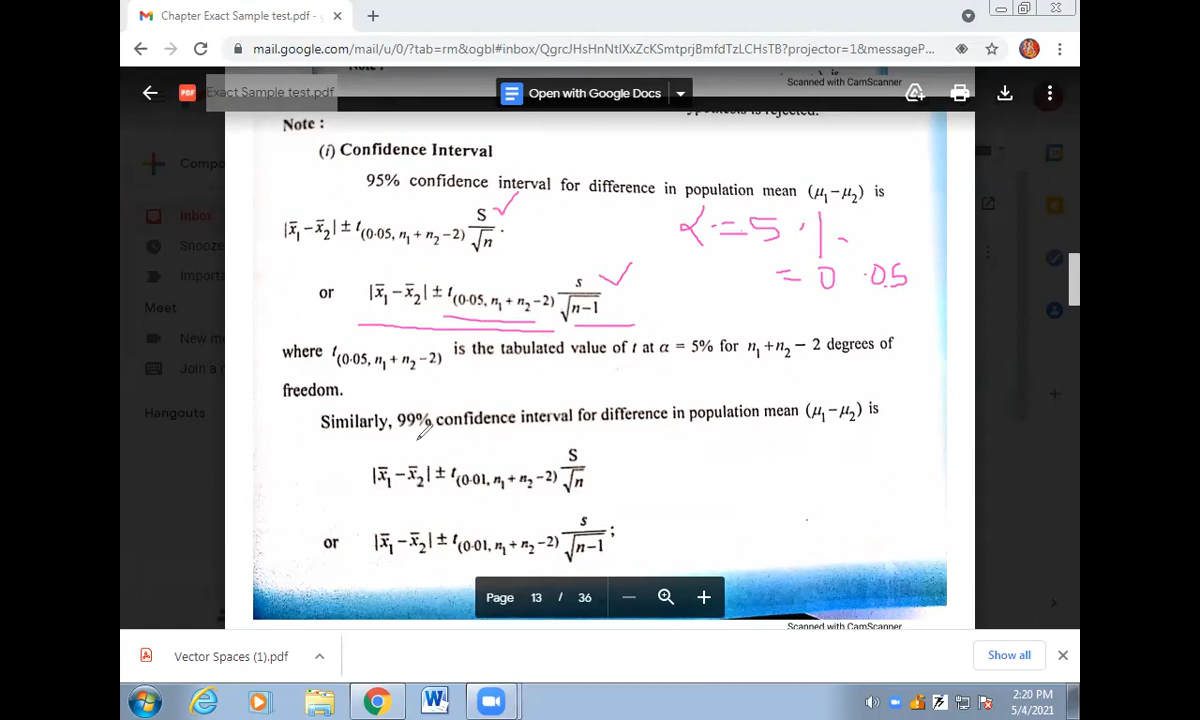 Chapter Exact Sample test.pdf -
mail.google.com/mail/u/0/?tab=rm&ogbl#inbox/QgrcJHsHnNtlXxZcKSmtprjBmfdTzLCHsTB?projector=1&messageP...
Scanned with CamScanner
Exact Sample test.pdf
Open with Google Docs
Compo
Inbox
Snooze
Importa
New me
Join a r
Hangouts
ypothesis is rejected.
Note :
(i) Confidence Interval
95% confidence interval for difference in population mean (μ₁−μ₂) is
|x̄₁−x̄₂| ± t(0·05, n₁+n₂−2) S/√n ·
α = 5%.
= 0.05
or |x̄₁−x̄₂| ± t(0·05, n₁+n₂−2) s/√n−1
where t(0·05, n₁+n₂−2) is the tabulated value of t at α = 5% for n₁+n₂−2 degrees of
freedom.
Similarly, 99% confidence interval for difference in population mean (μ₁−μ₂) is
|x̄₁−x̄₂| ± t(0·01, n₁+n₂−2) S/√n
or |x̄₁−x̄₂| ± t(0·01, n₁+n₂−2) s/√n−1 ;
Page 13 / 36
Scanned with CamScanner
Vector Spaces (1).pdf
Show all
2:20 PM
5/4/2021